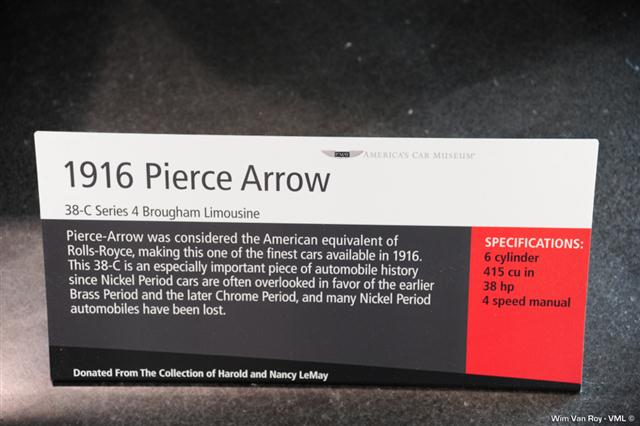 AMERICA'S CAR MUSEUM
1916 Pierce Arrow
38-C Series 4 Brougham Limousine
Pierce-Arrow was considered the American equivalent of
Rolls-Royce, making this one of the finest cars available in 1916.
This 38-C is an especially important piece of automobile history
since Nickel Period cars are often overlooked in favor of the earlier
Brass Period and the later Chrome Period, and many Nickel Period
automobiles have been lost.
SPECIFICATIONS:
6 cylinder
415 cu in
38 hp
4 speed manual
Donated From The Collection of Harold and Nancy LeMay
Wim Van Roy - VML ©